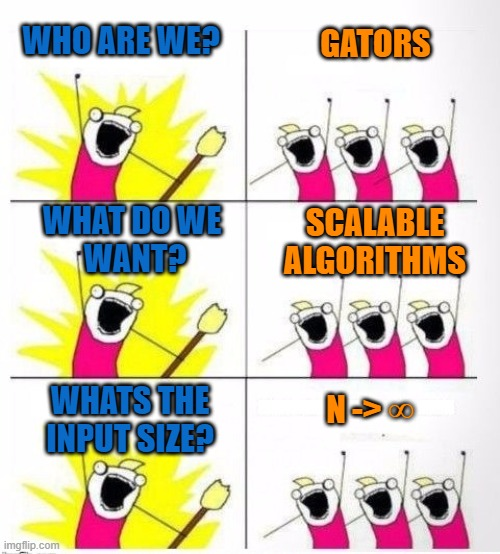 WHO ARE WE?
GATORS
WHAT DO WE
WANT?
SCALABLE
ALGORITHMS
WHATS THE
INPUT SIZE?
N -> ∞
imgflip.com